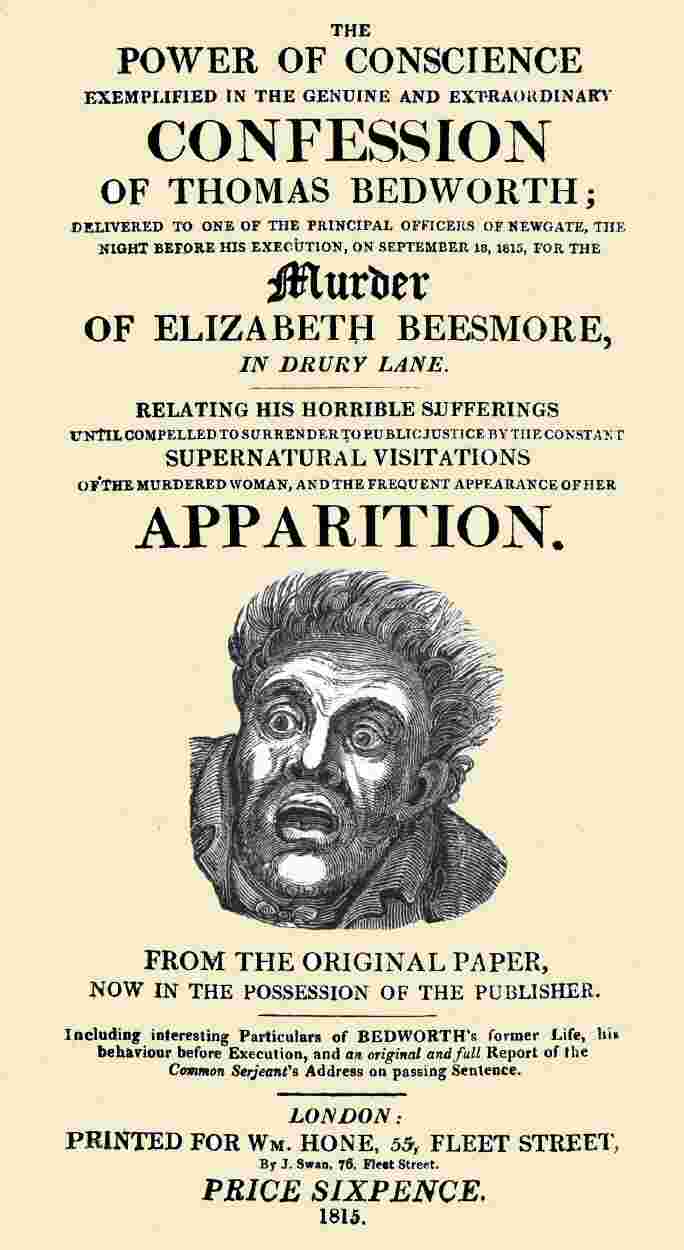 THE
POWER OF CONSCIENCE
EXEMPLIFIED IN THE GENUINE AND EXTRAORDINARY
CONFESSION
OF THOMAS BEDWORTH;
DELIVERED TO ONE OF THE PRINCIPAL OFFICERS OF NEWGATE, THE
NIGHT BEFORE HIS EXECUTION, ON SEPTEMBER 18, 1815, FOR THE
Murder
OF ELIZABETH BEESMORE,
IN DRURY LANE.
RELATING HIS HORRIBLE SUFFERINGS
UNTIL COMPELLED TO SURRENDER TO PUBLIC JUSTICE BY THE CONSTANT
SUPERNATURAL VISITATIONS
OF THE MURDERED WOMAN, AND THE FREQUENT APPEARANCE OF HER
APPARITION.
FROM THE ORIGINAL PAPER,
NOW IN THE POSSESSION OF THE PUBLISHER.
Including interesting Particulars of BEDWORTH's former Life, his
behaviour before Execution, and an original and full Report of the
Common Serjeant's Address on passing Sentence.
LONDON:
PRINTED FOR WM. HONE, 55, FLEET STREET,
By J. Swan, 76, Fleet Street.
PRICE SIXPENCE.
1815.